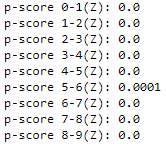 p-score 0-1(Z): 0.0
p-score 1-2(Z): 0.0
p-score 2-3(Z): 0.0
p-score 3-4(Z): 0.0
p-score 4-5(Z): 0.0
p-score 5-6(Z): 0.0001
p-score 6-7(Z): 0.0
p-score 7-8(Z): 0.0
p-score 8-9(Z): 0.0